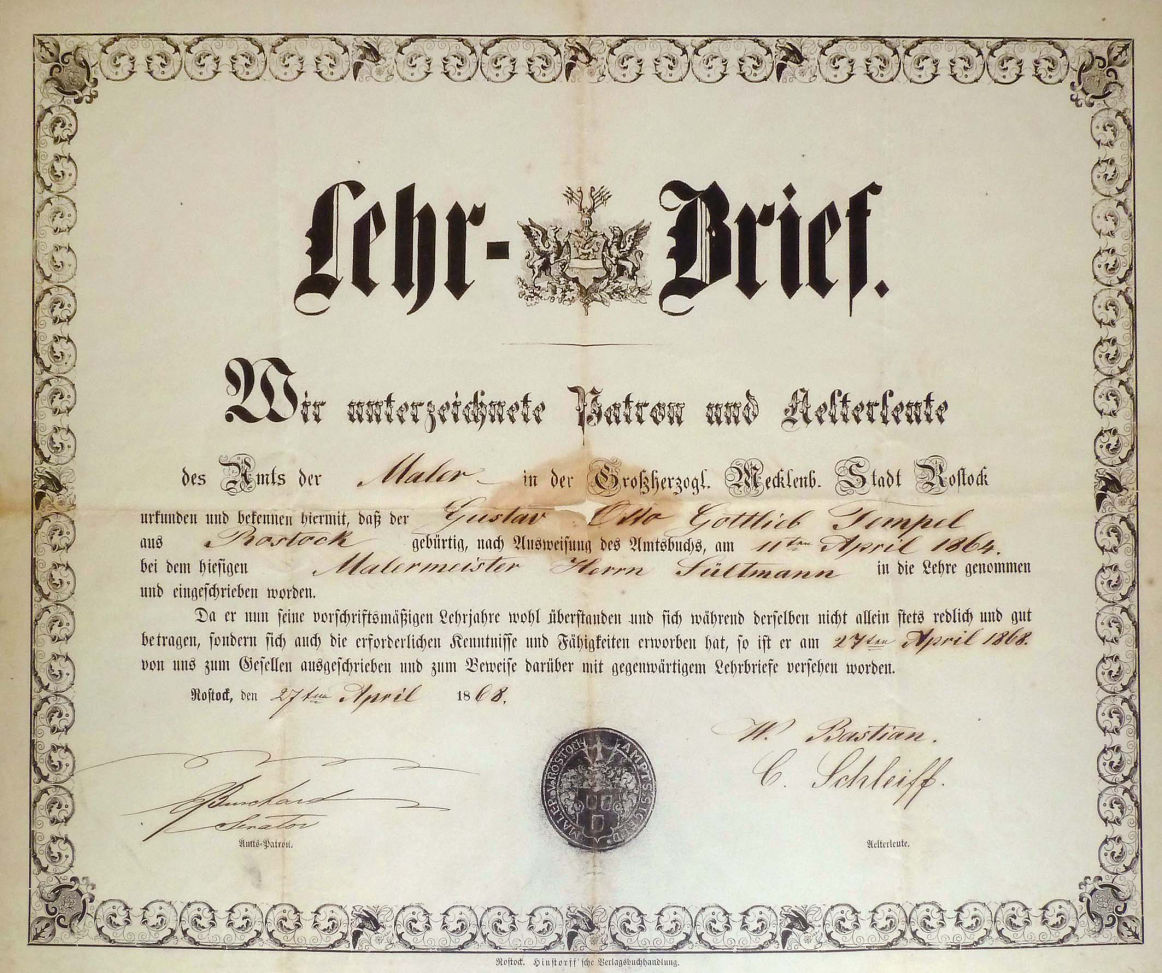 Lehr-Brief.
Wir unterzeichnete Patron und Aelterleute
des Amts der Maler in der Großherzogl. Mecklenb. Stadt Rostock
urkunden und bekennen hiermit, daß der Gustav Otto Gottlieb Tempel
aus Rostock gebürtig, nach Ausweisung des Amtsbuchs, am 11ten April 1864.
bei dem hiesigen Malermeister Herrn Sültmann in die Lehre genommen
und eingeschrieben worden.
Da er nun seine vorschriftsmäßigen Lehrjahre wohl überstanden und sich während derselben nicht allein stets redlich und gut
betragen, sondern sich auch die erforderlichen Kenntnisse und Fähigkeiten erworben hat, so ist er am 27ten April 1868.
von uns zum Gesellen ausgeschrieben und zum Beweise darüber mit gegenwärtigem Lehrbriefe versehen worden.
Rostock, den 27ten April 1868.
W. Bastian.
C. Schleiff.
Burchard
Senator
Amts-Patron.
MALER V. ROSTOCK AMPTSSIEGEL
Aelterleute.
Rostock. Hinstorff'sche Verlagsbuchhandlung.